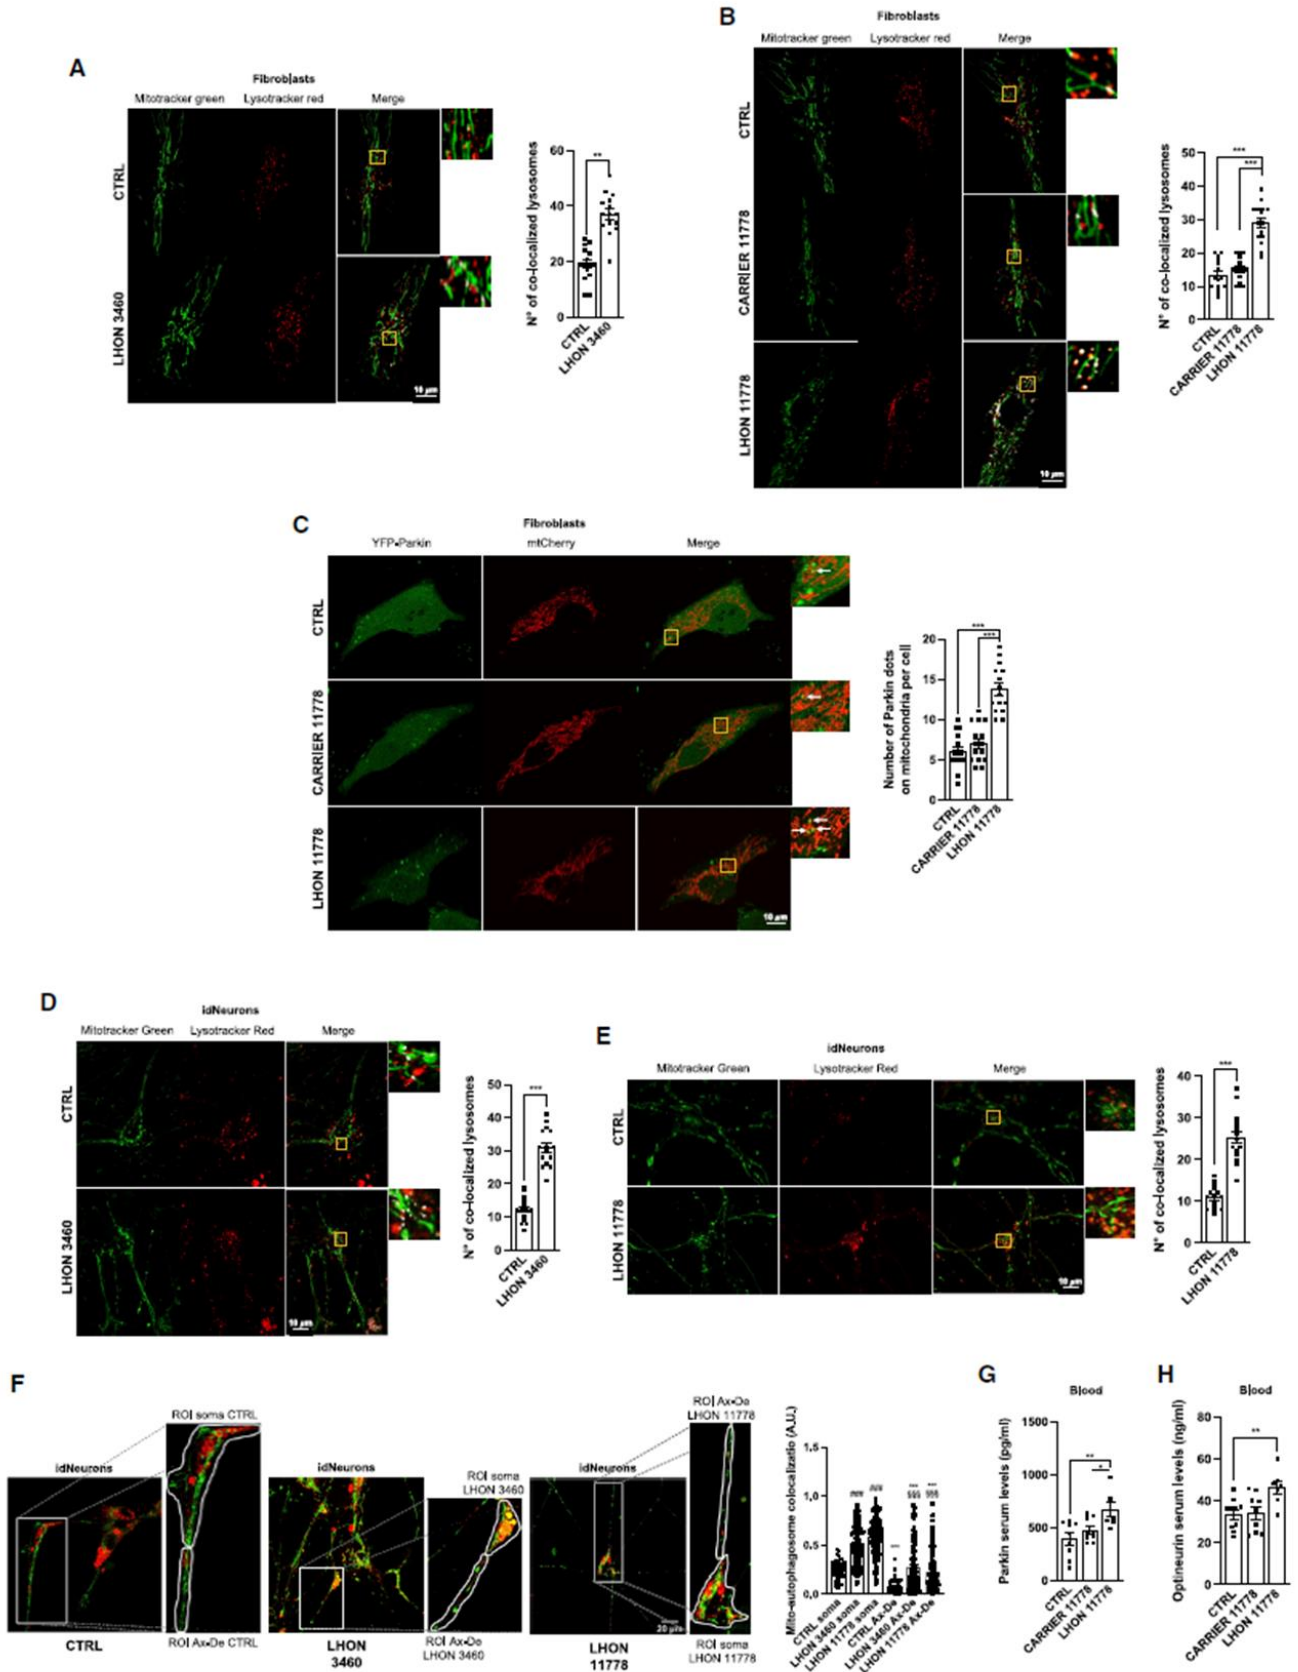 A
Fibroblasts
Mitotracker green Lysotracker red Merge
CTRL
LHON 3460
10 µm
N° of co-localized lysosomes
60
40
20
0
**
CTRL
LHON 3460
B
Fibroblasts
Mitotracker green Lysotracker red Merge
CTRL
CARRIER 11778
LHON 11778
10 µm
N° of co-localized lysosomes
50
40
30
20
10
0
***
***
CTRL
CARRIER 11778
LHON 11778
C
Fibroblasts
YFP-Parkin mtCherry Merge
CTRL
CARRIER 11778
LHON 11778
10 µm
Number of Parkin dots
on mitochondria per cell
20
15
10
5
0
***
***
CTRL
CARRIER 11778
LHON 11778
D
idNeurons
Mitotracker Green Lysotracker Red Merge
CTRL
LHON 3460
10 µm
N° of co-localized lysosomes
50
40
30
20
10
0
***
CTRL
LHON 3460
E
idNeurons
Mitotracker Green Lysotracker Red Merge
CTRL
LHON 11778
10 µm
N° of co-localized lysosomes
40
30
20
10
0
***
CTRL
LHON 11778
F
idNeurons
ROI soma CTRL
ROI Ax-De CTRL
CTRL
idNeurons
ROI soma
LHON 3460
ROI Ax-De
LHON 3460
LHON
3460
idNeurons
ROI Ax-De
LHON 11778
20 µm
ROI soma
LHON 11778
LHON
11778
Mito-autophagosome colocalizatio (A.U.)
1,5
1,0
0,5
0,0
###
###
***
***
§§§
***
§§§
CTRL soma
LHON 3460 soma
LHON 11778 soma
CTRL Ax-De
LHON 3460 Ax-De
LHON 11778 Ax-De
G
Blood
Parkin serum levels (pg/ml)
1500
1000
500
0
**
*
CTRL
CARRIER 11778
LHON 11778
H
Blood
Optineurin serum levels (ng/ml)
80
60
40
20
0
**
CTRL
CARRIER 11778
LHON 11778